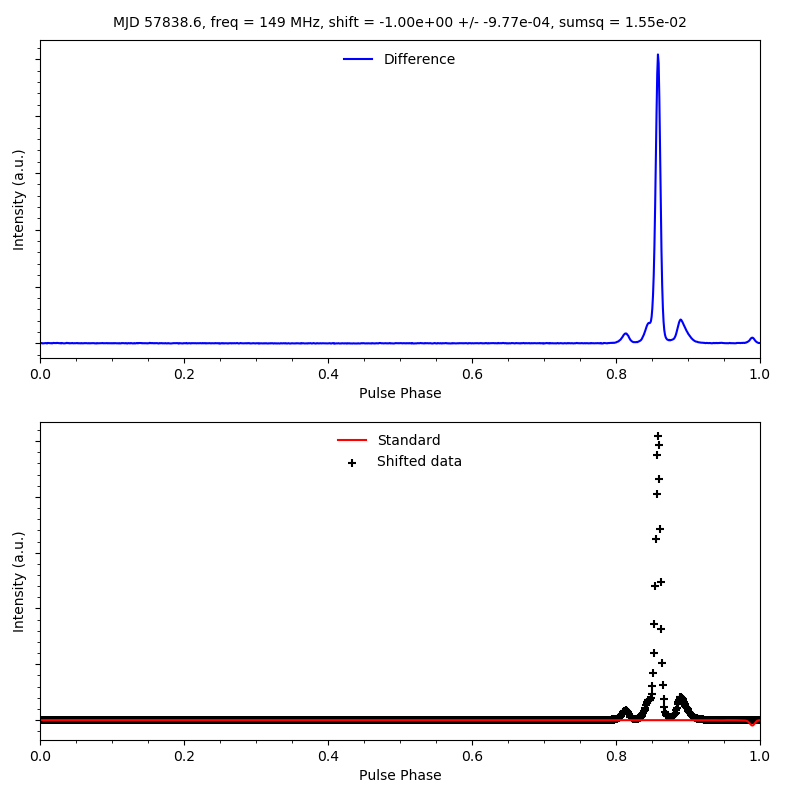 MJD 57838.6, freq = 149 MHz, shift = -1.00e+00 +/- -9.77e-04, sumsq = 1.55e-02
Difference
Intensity (a.u.)
0.0 0.2 0.4 0.6 0.8 1.0
Pulse Phase
Standard
Shifted data
Intensity (a.u.)
0.0 0.2 0.4 0.6 0.8 1.0
Pulse Phase